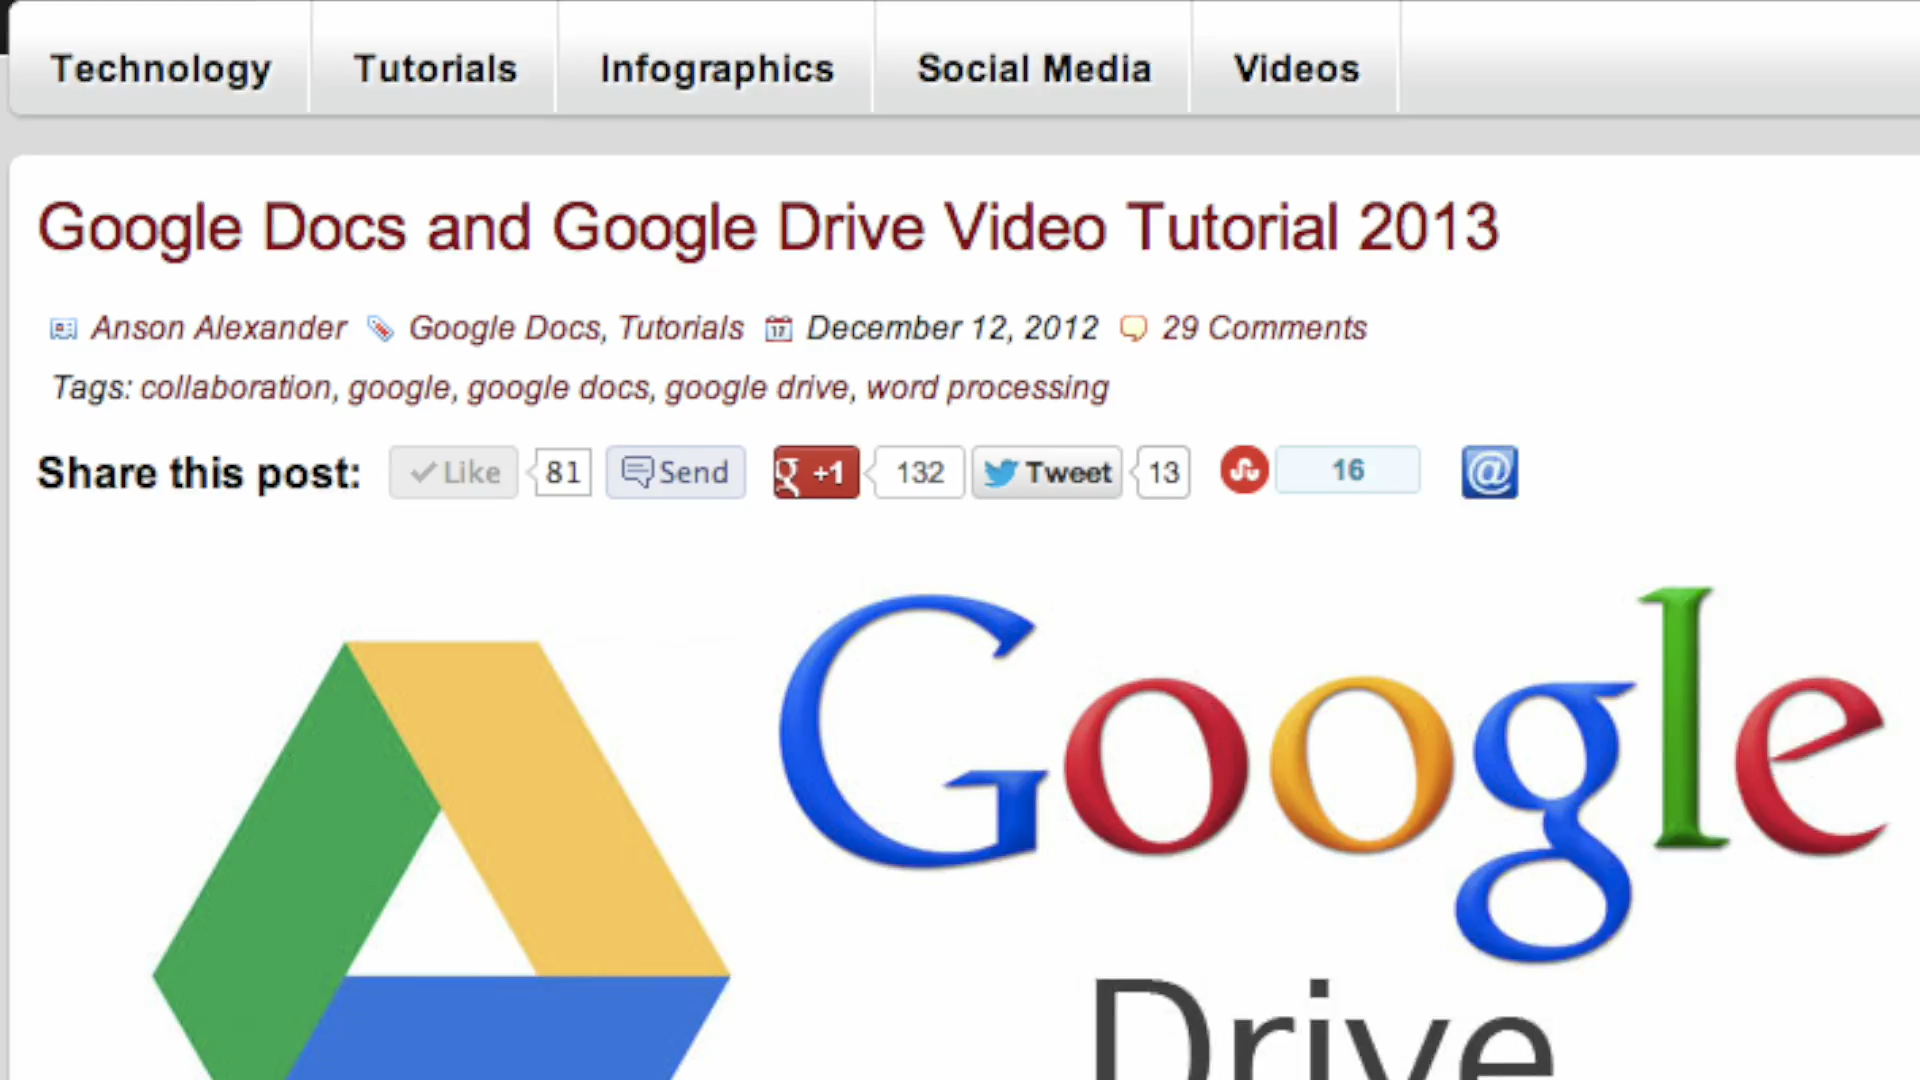 Technology Tutorials Infographics Social Media Videos
Google Docs and Google Drive Video Tutorial 2013
Anson Alexander Google Docs, Tutorials 17 December 12, 2012 29 Comments
Tags: collaboration, google, google docs, google drive, word processing
Share this post: Like 81 Send g +1 132 Tweet 13 16 @
Google
Drive